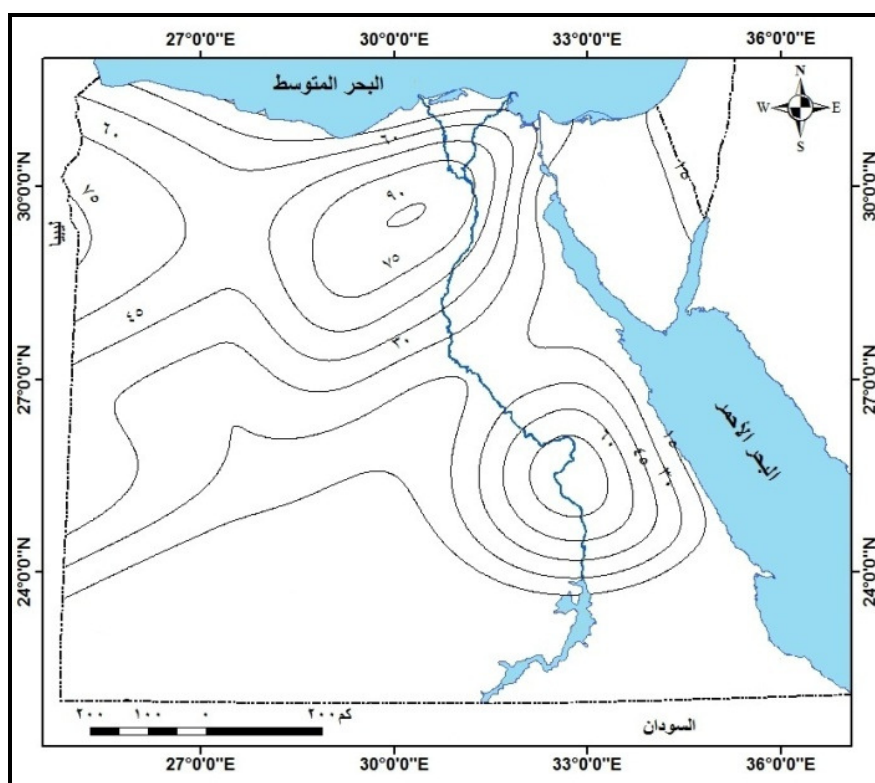 27°0'0"E 30°0'0"E 33°0'0"E 36°0'0"E
البحر المتوسط
N
W E
S
٦٠
٦٠
١٥
30°0'0"N 30°0'0"N
٧٥
٩٠
ليبيا
٧٥
٤٥
٣٠
27°0'0"N 27°0'0"N
البحر الأحمر
٦٠ ٤٥ ٣٠ ١٥
24°0'0"N 24°0'0"N
٢٠٠ ١٠٠ ٠ ٢٠٠ كم
السودان
27°0'0"E 30°0'0"E 33°0'0"E 36°0'0"E